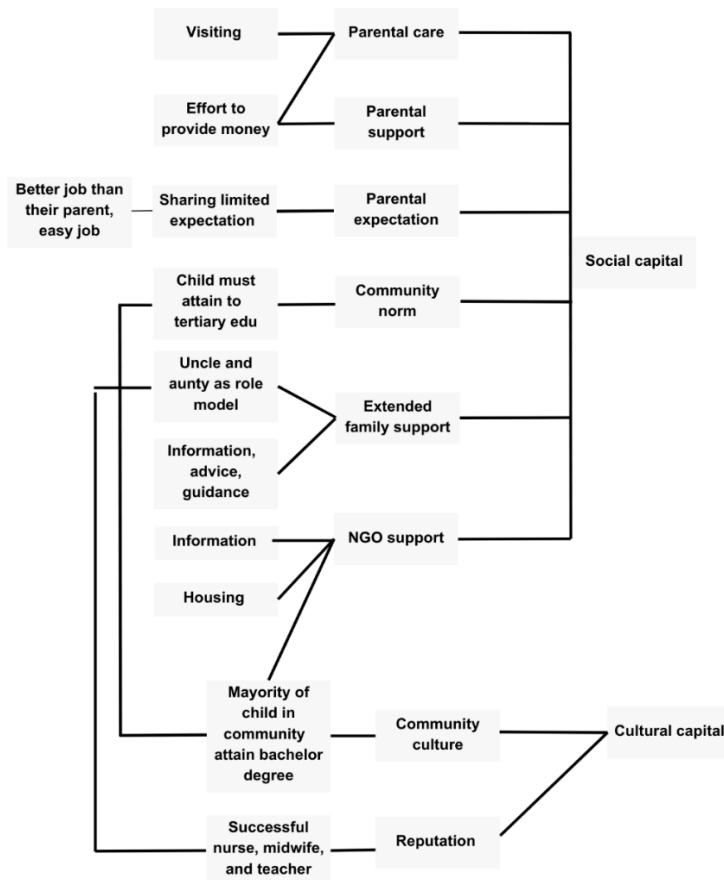 Visiting
Parental care
Effort to
provide money
Parental
support
Better job than
their parent,
easy job
Sharing limited
expectation
Parental
expectation
Social capital
Child must
attain to
tertiary edu
Community
norm
Uncle and
aunty as role
model
Extended
family support
Information,
advice,
guidance
Information
NGO support
Housing
Mayority of
child in
community
attain bachelor
degree
Community
culture
Cultural capital
Successful
nurse, midwife,
and teacher
Reputation